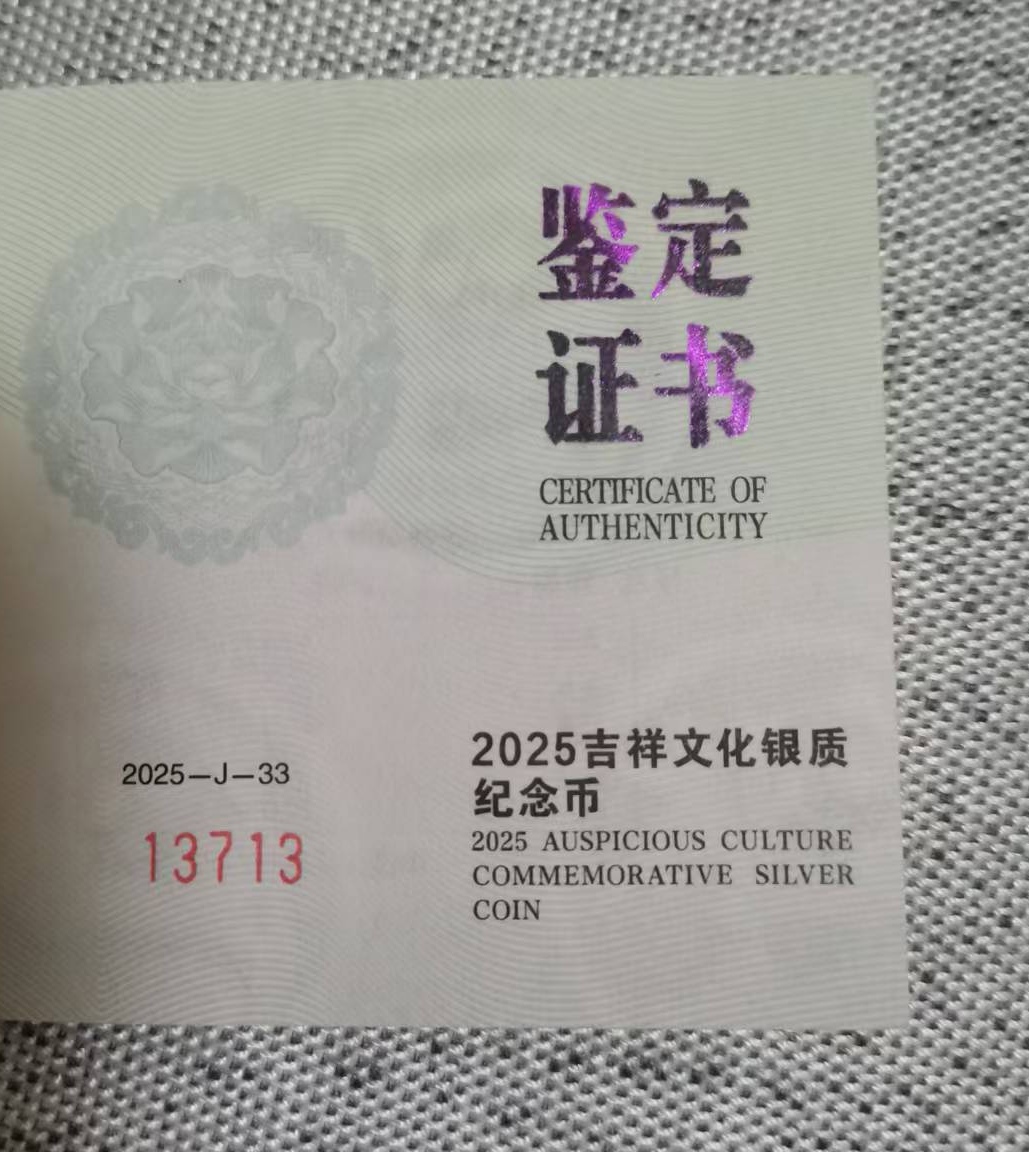 鉴定
证书
CERTIFICATE OF
AUTHENTICITY
2025吉祥文化银质
纪念币
2025 AUSPICIOUS CULTURE
COMMEMORATIVE SILVER
COIN
2025-J-33
13713